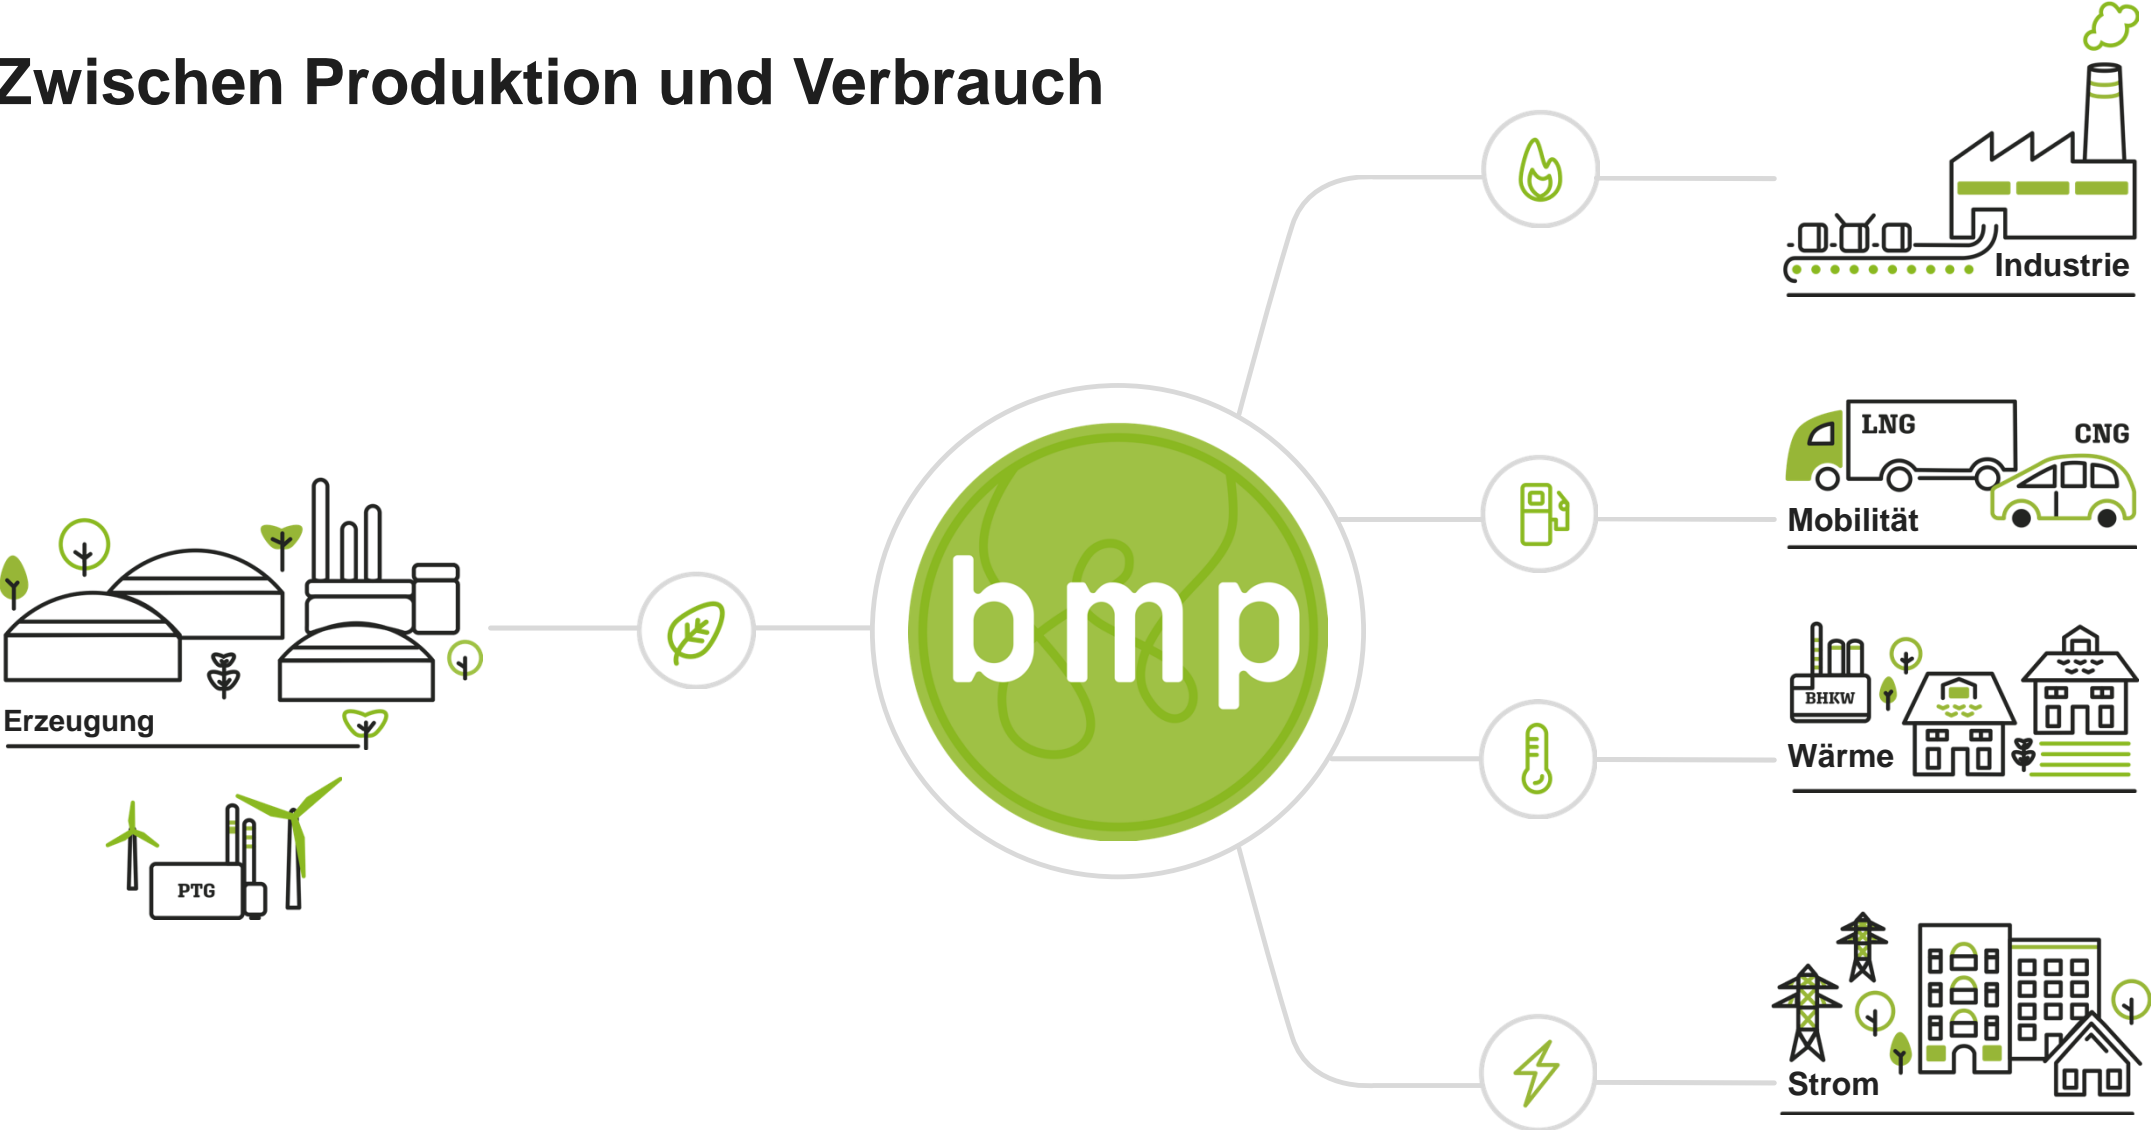 Zwischen Produktion und Verbrauch
Industrie
LNG
CNG
Mobilität
bmp
BHKW
Wärme
Erzeugung
PTG
Strom